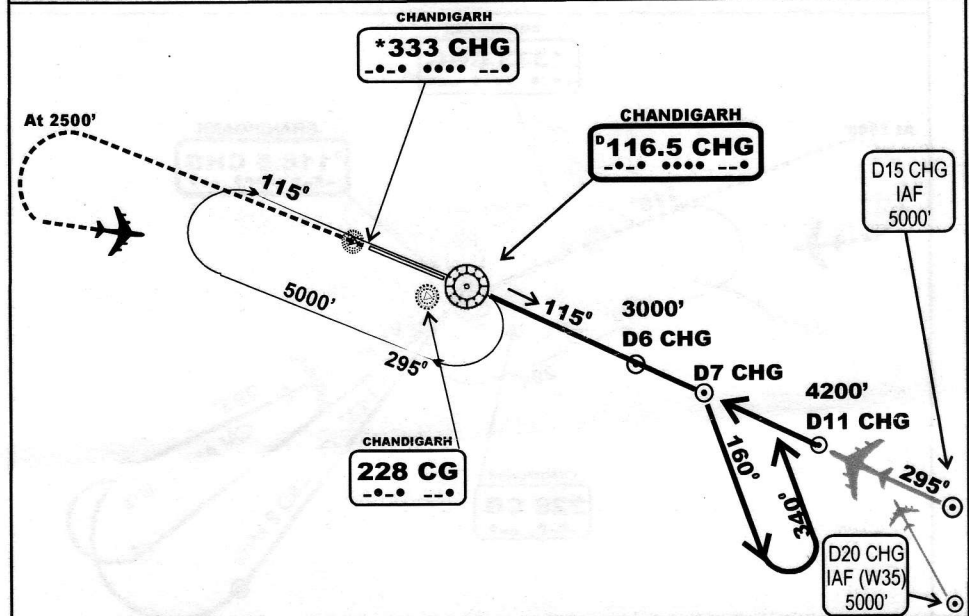 CHANDIGARH
*333 CHG
CHANDIGARH
D116.5 CHG
At 2500'
115°
D15 CHG
IAF
5000'
5000'
115°
3000'
D6 CHG
295°
D7 CHG
4200'
D11 CHG
CHANDIGARH
228 CG
160°
340°
295°
D20 CHG
IAF (W35)
5000'